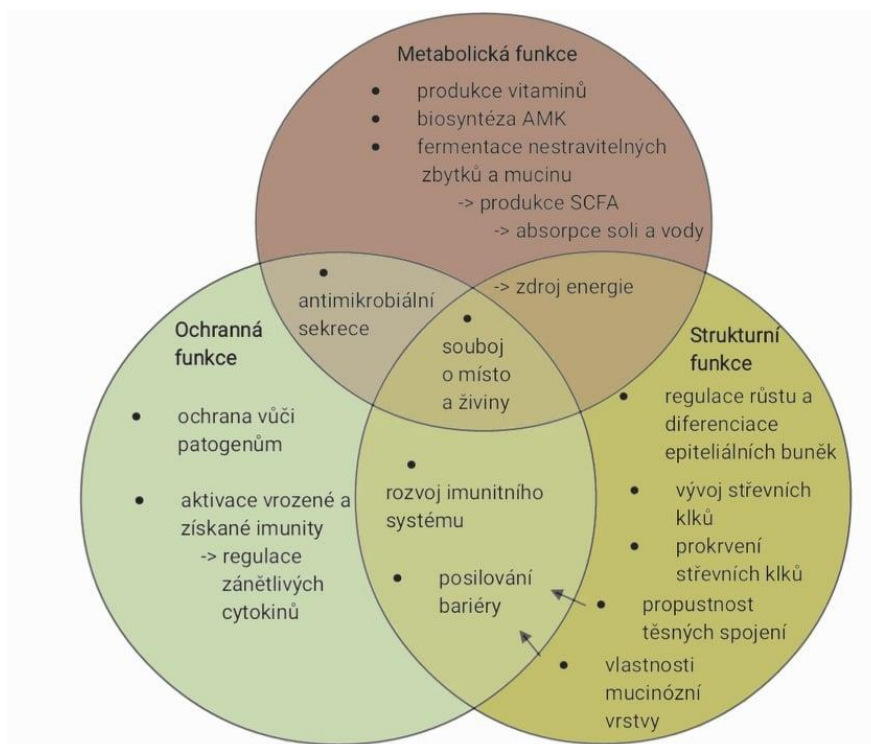 Metabolická funkce
● produkce vitaminů
● biosyntéza AMK
● fermentace nestravitelných
zbytků a mucinu
-> produkce SCFA
-> absorpce soli a vody
-> zdroj energie
● antimikrobiální
sekrece
● souboj
o místo
a živiny
Ochranná
funkce
● ochrana vůči
patogenům
● aktivace vrozené a
získané imunity
-> regulace
zánětlivých
cytokinů
● rozvoj imunitního
systému
● posilování
bariéry
Strukturní
funkce
● regulace růstu a
diferenciace
epiteliálních buněk
● vývoj střevních
klků
● prokrvení
střevních klků
● propustnost
těsných spojení
● vlastnosti
mucinózní
vrstvy